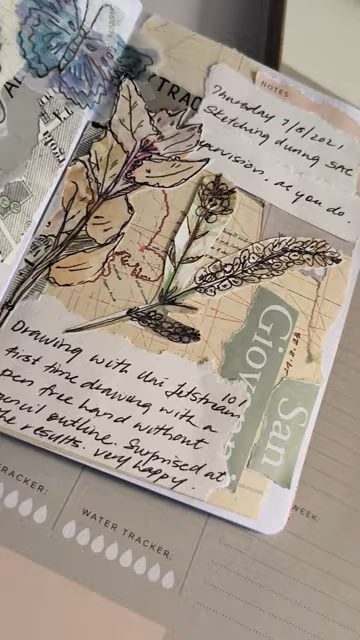 NOTES:
Thursday 7/8/2021
Sketching during SAC
supervision, as you do.
YTRAC
Drawing with Uni Jetstream 101
first time drawing with a
pen free hand without
pencil outline. Surprised at
the results. very happy.
San
TRACKER:
WATER TRACKER:
WEEK: